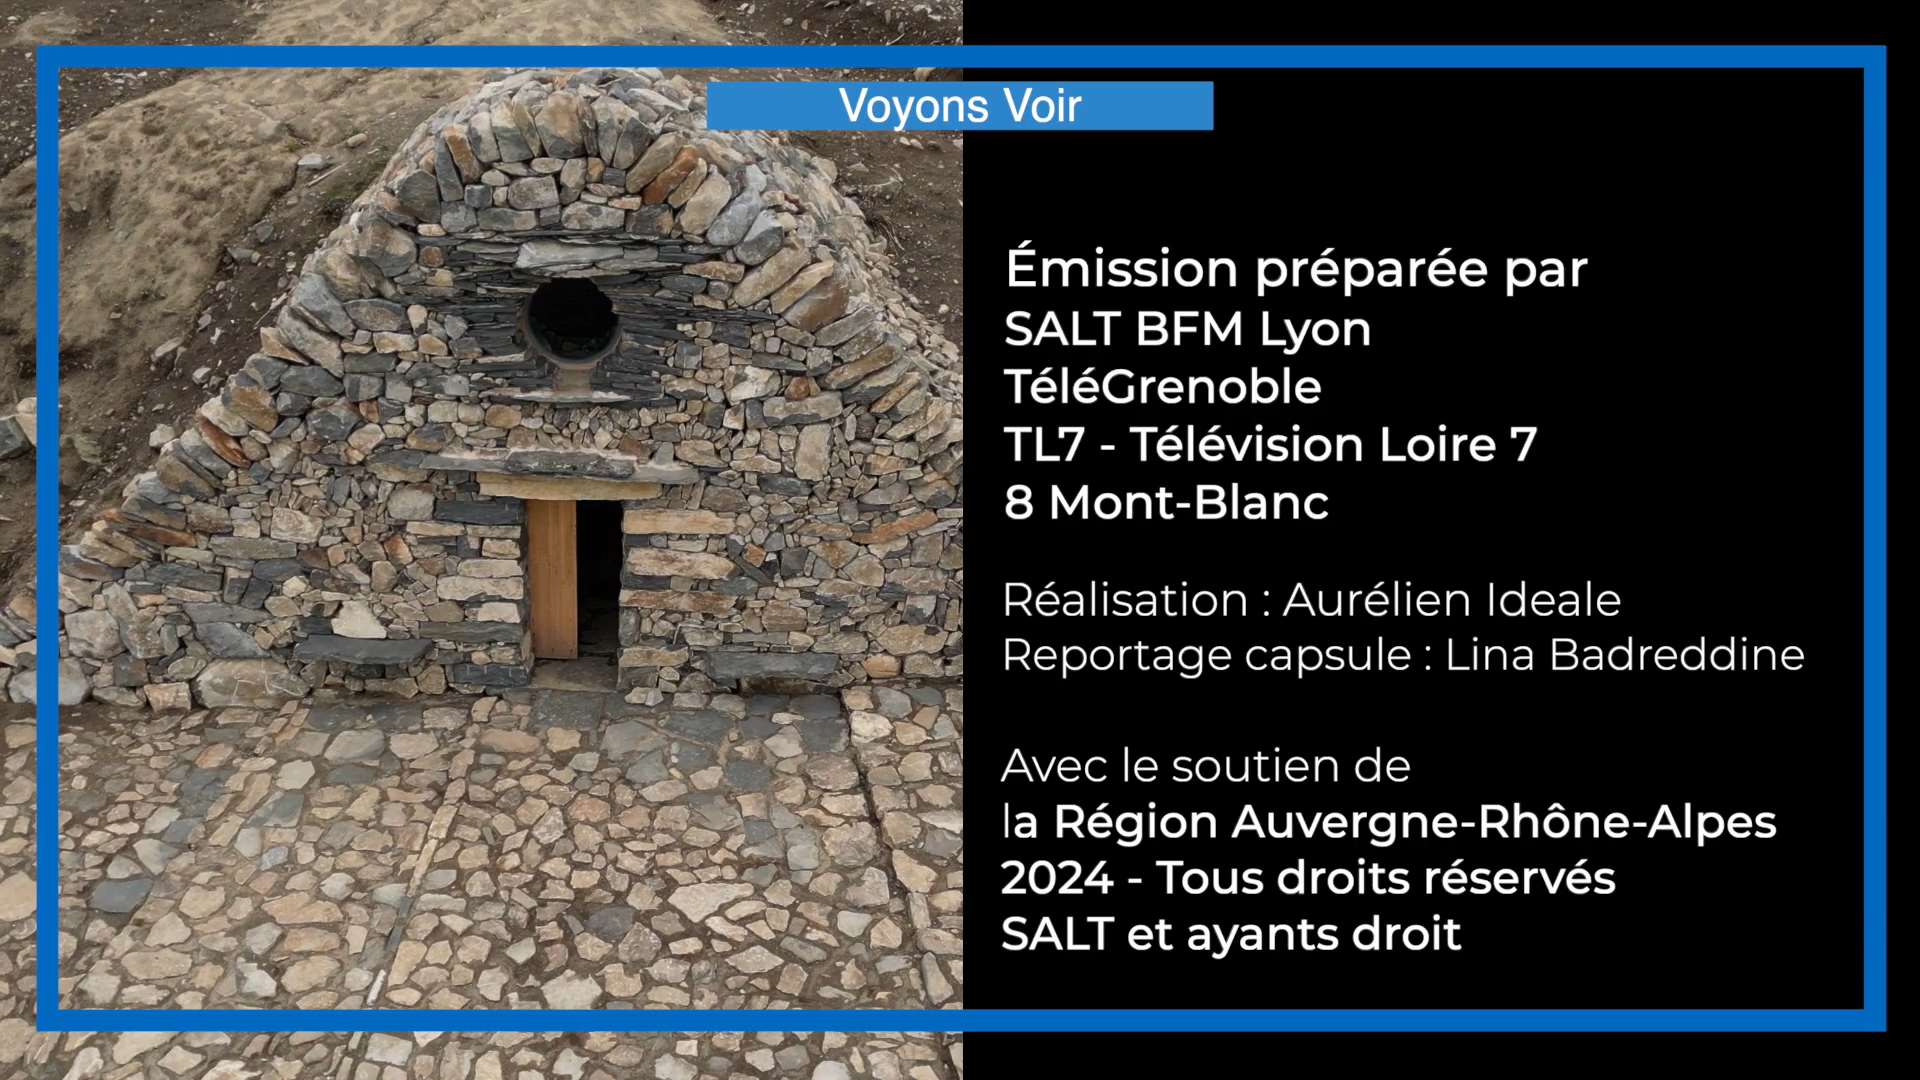 Voyons Voir
Émission préparée par
SALT BFM Lyon
TéléGrenoble
TL7 - Télévision Loire 7
8 Mont-Blanc
Réalisation : Aurélien Ideale
Reportage capsule : Lina Badreddine
Avec le soutien de
la Région Auvergne-Rhône-Alpes
2024 - Tous droits réservés
SALT et ayants droit